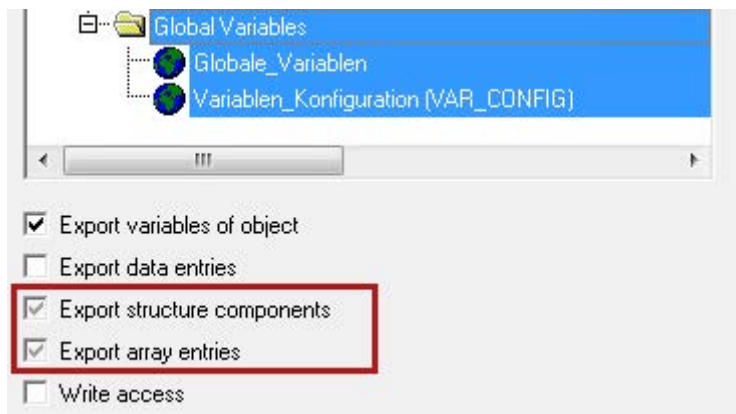 Global Variables
Globale_Variablen
Variablen_Konfiguration (VAR_CONFIG)
Export variables of object
Export data entries
Export structure components
Export array entries
Write access